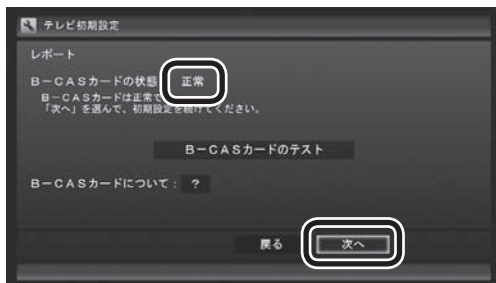 テレビ初期設定
レポート
B-CASカードの状態 正常
B-CASカードは正常で
「次へ」を選んで、初期設定を続けてください。
B-CASカードのテスト
B-CASカードについて: ?
戻る 次へ